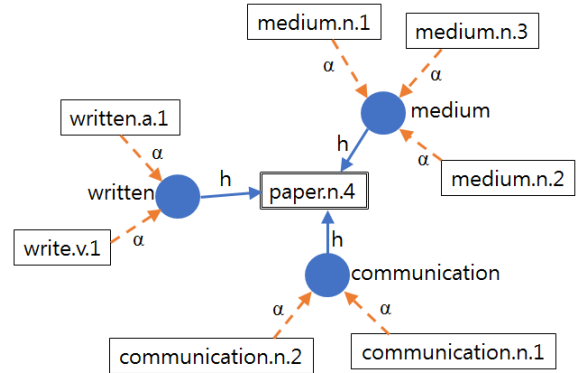 medium.n.1
medium.n.3
α
α
medium
written.a.1
α
h
α
medium.n.2
written
h
paper.n.4
write.v.1
α
h
communication
α
α
communication.n.2
communication.n.1